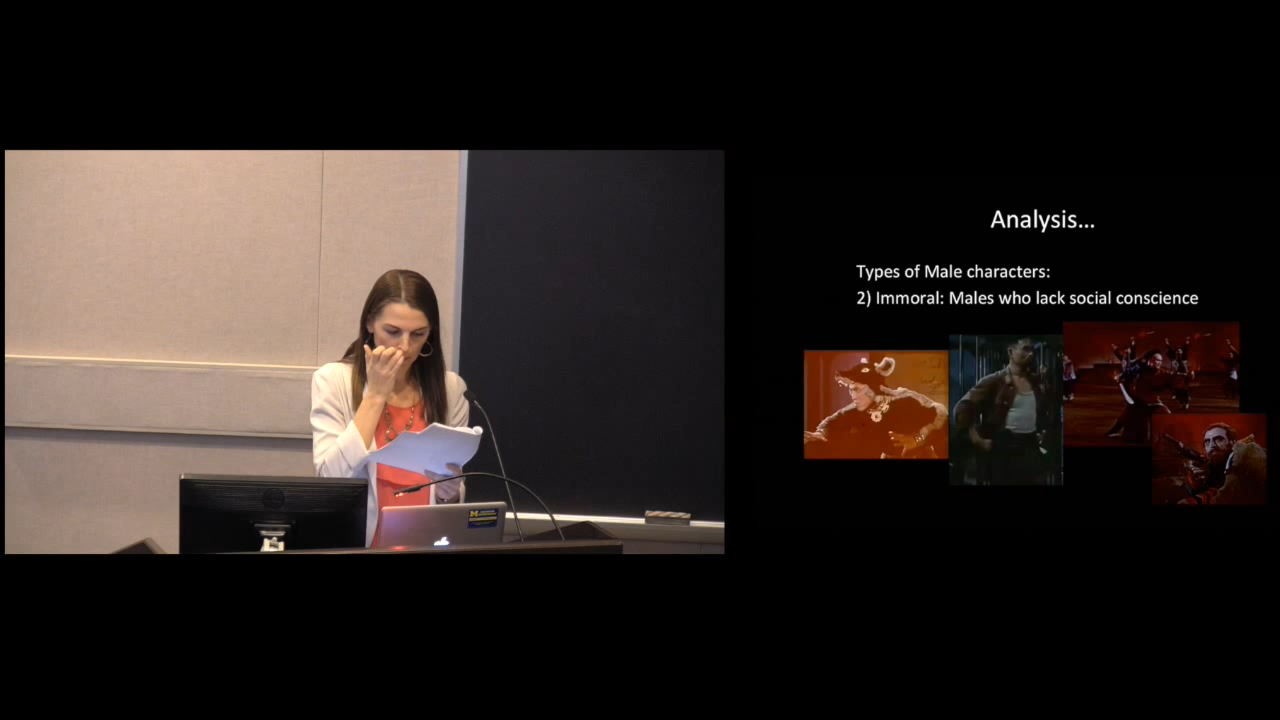 Analysis...
Types of Male characters:
2) Immoral: Males who lack social conscience